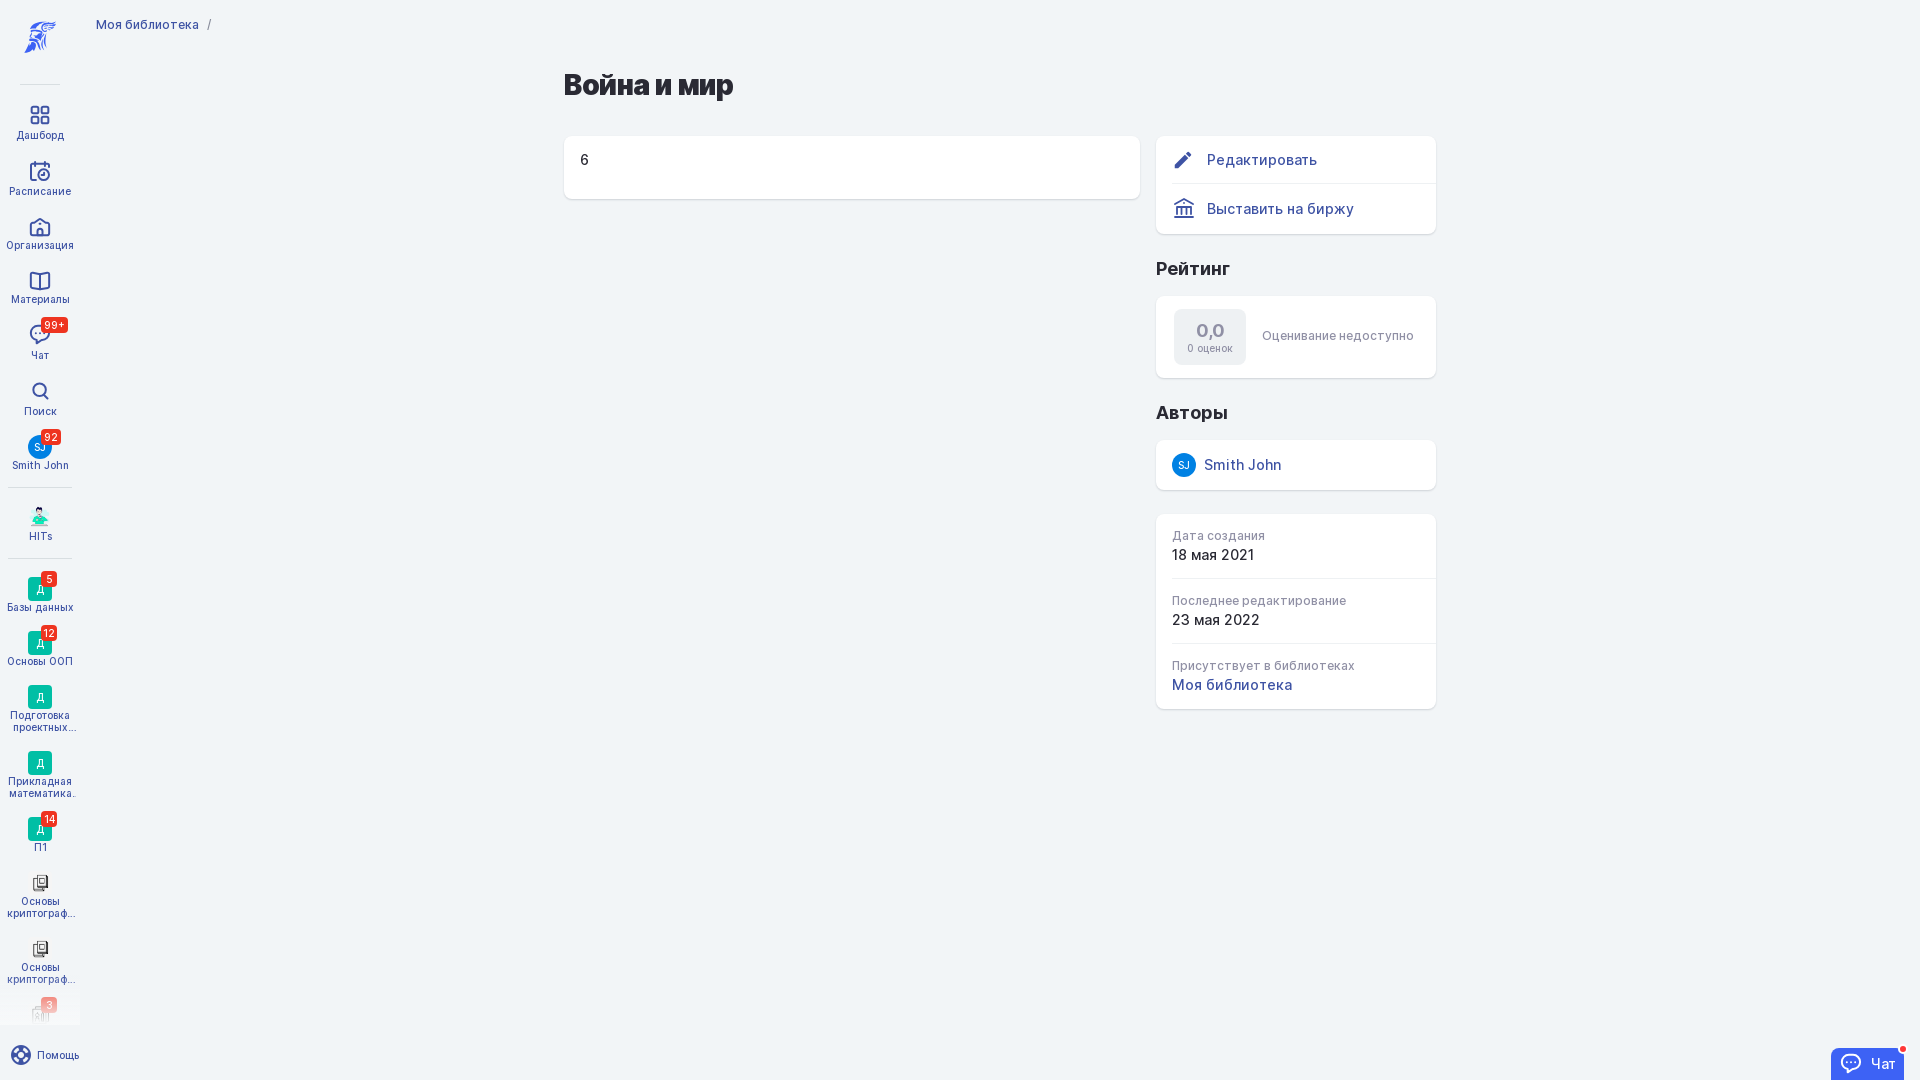 Моя библиотека /
Дашборд
Расписание
Организация
Материалы
99+
Чат
Поиск
SJ
92
Smith John
HITs
Д
5
Базы данных
Д
12
Основы ООП
Д
Подготовка
проектных...
Д
Прикладная
математика..
Д
14
П1
Основы
криптограф...
Основы
криптограф...
3
Помощь
Война и мир
6
Редактировать
Выставить на биржу
Рейтинг
0,0
0 оценок
Оценивание недоступно
Авторы
SJ Smith John
Дата создания
18 мая 2021
Последнее редактирование
23 мая 2022
Присутствует в библиотеках
Моя библиотека
Чат